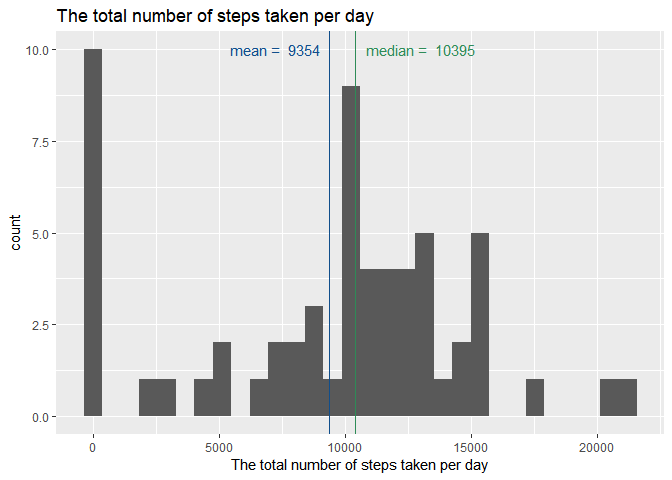 The total number of steps taken per day
mean =  9354
median =  10395
10.0
7.5
5.0
2.5
0.0
count
0
5000
10000
15000
20000
The total number of steps taken per day